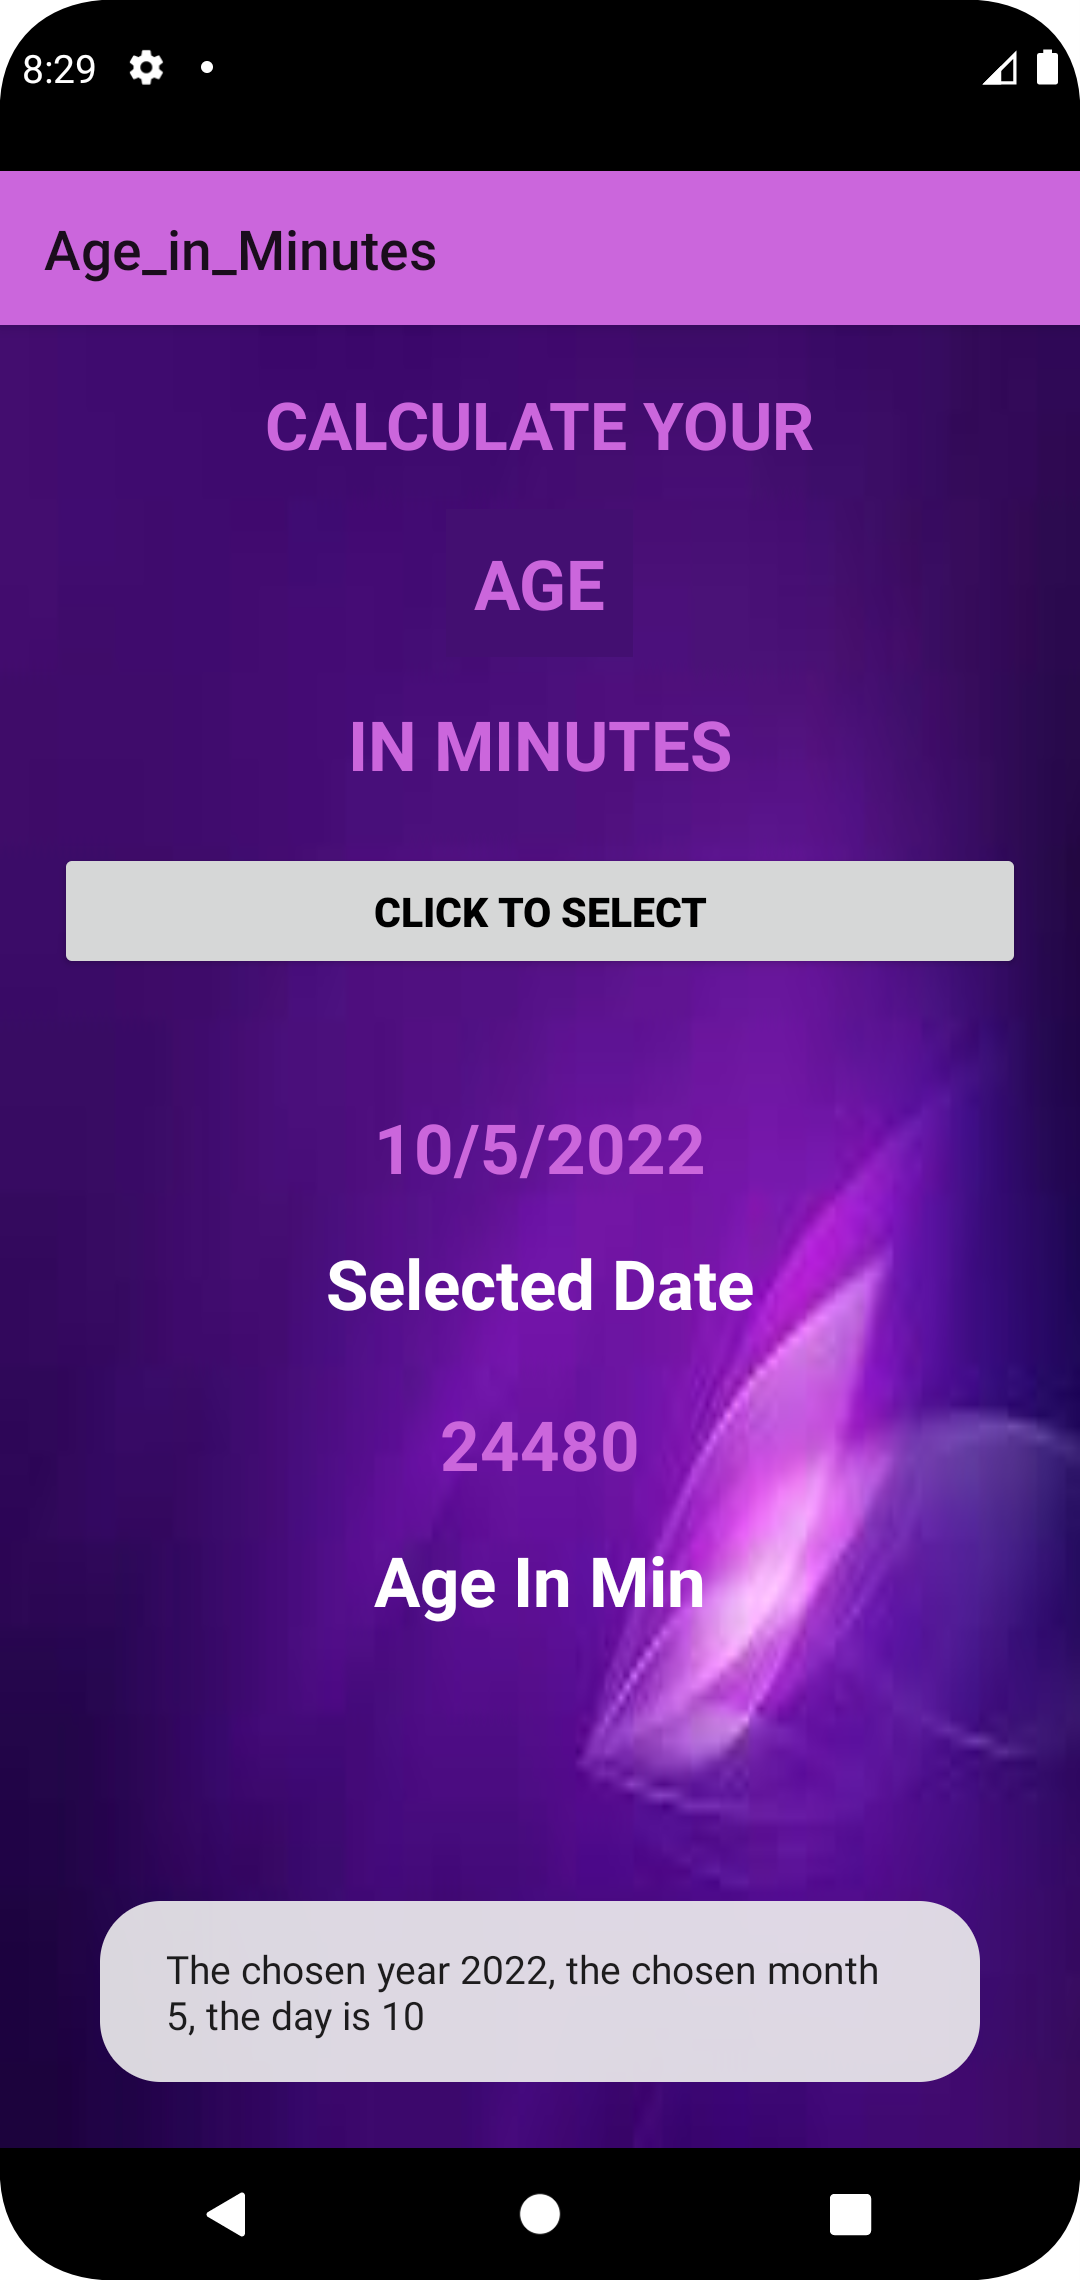 8:29
Age_in_Minutes
CALCULATE YOUR
AGE
IN MINUTES
CLICK TO SELECT
10/5/2022
Selected Date
24480
Age In Min
The chosen year 2022, the chosen month
5, the day is 10